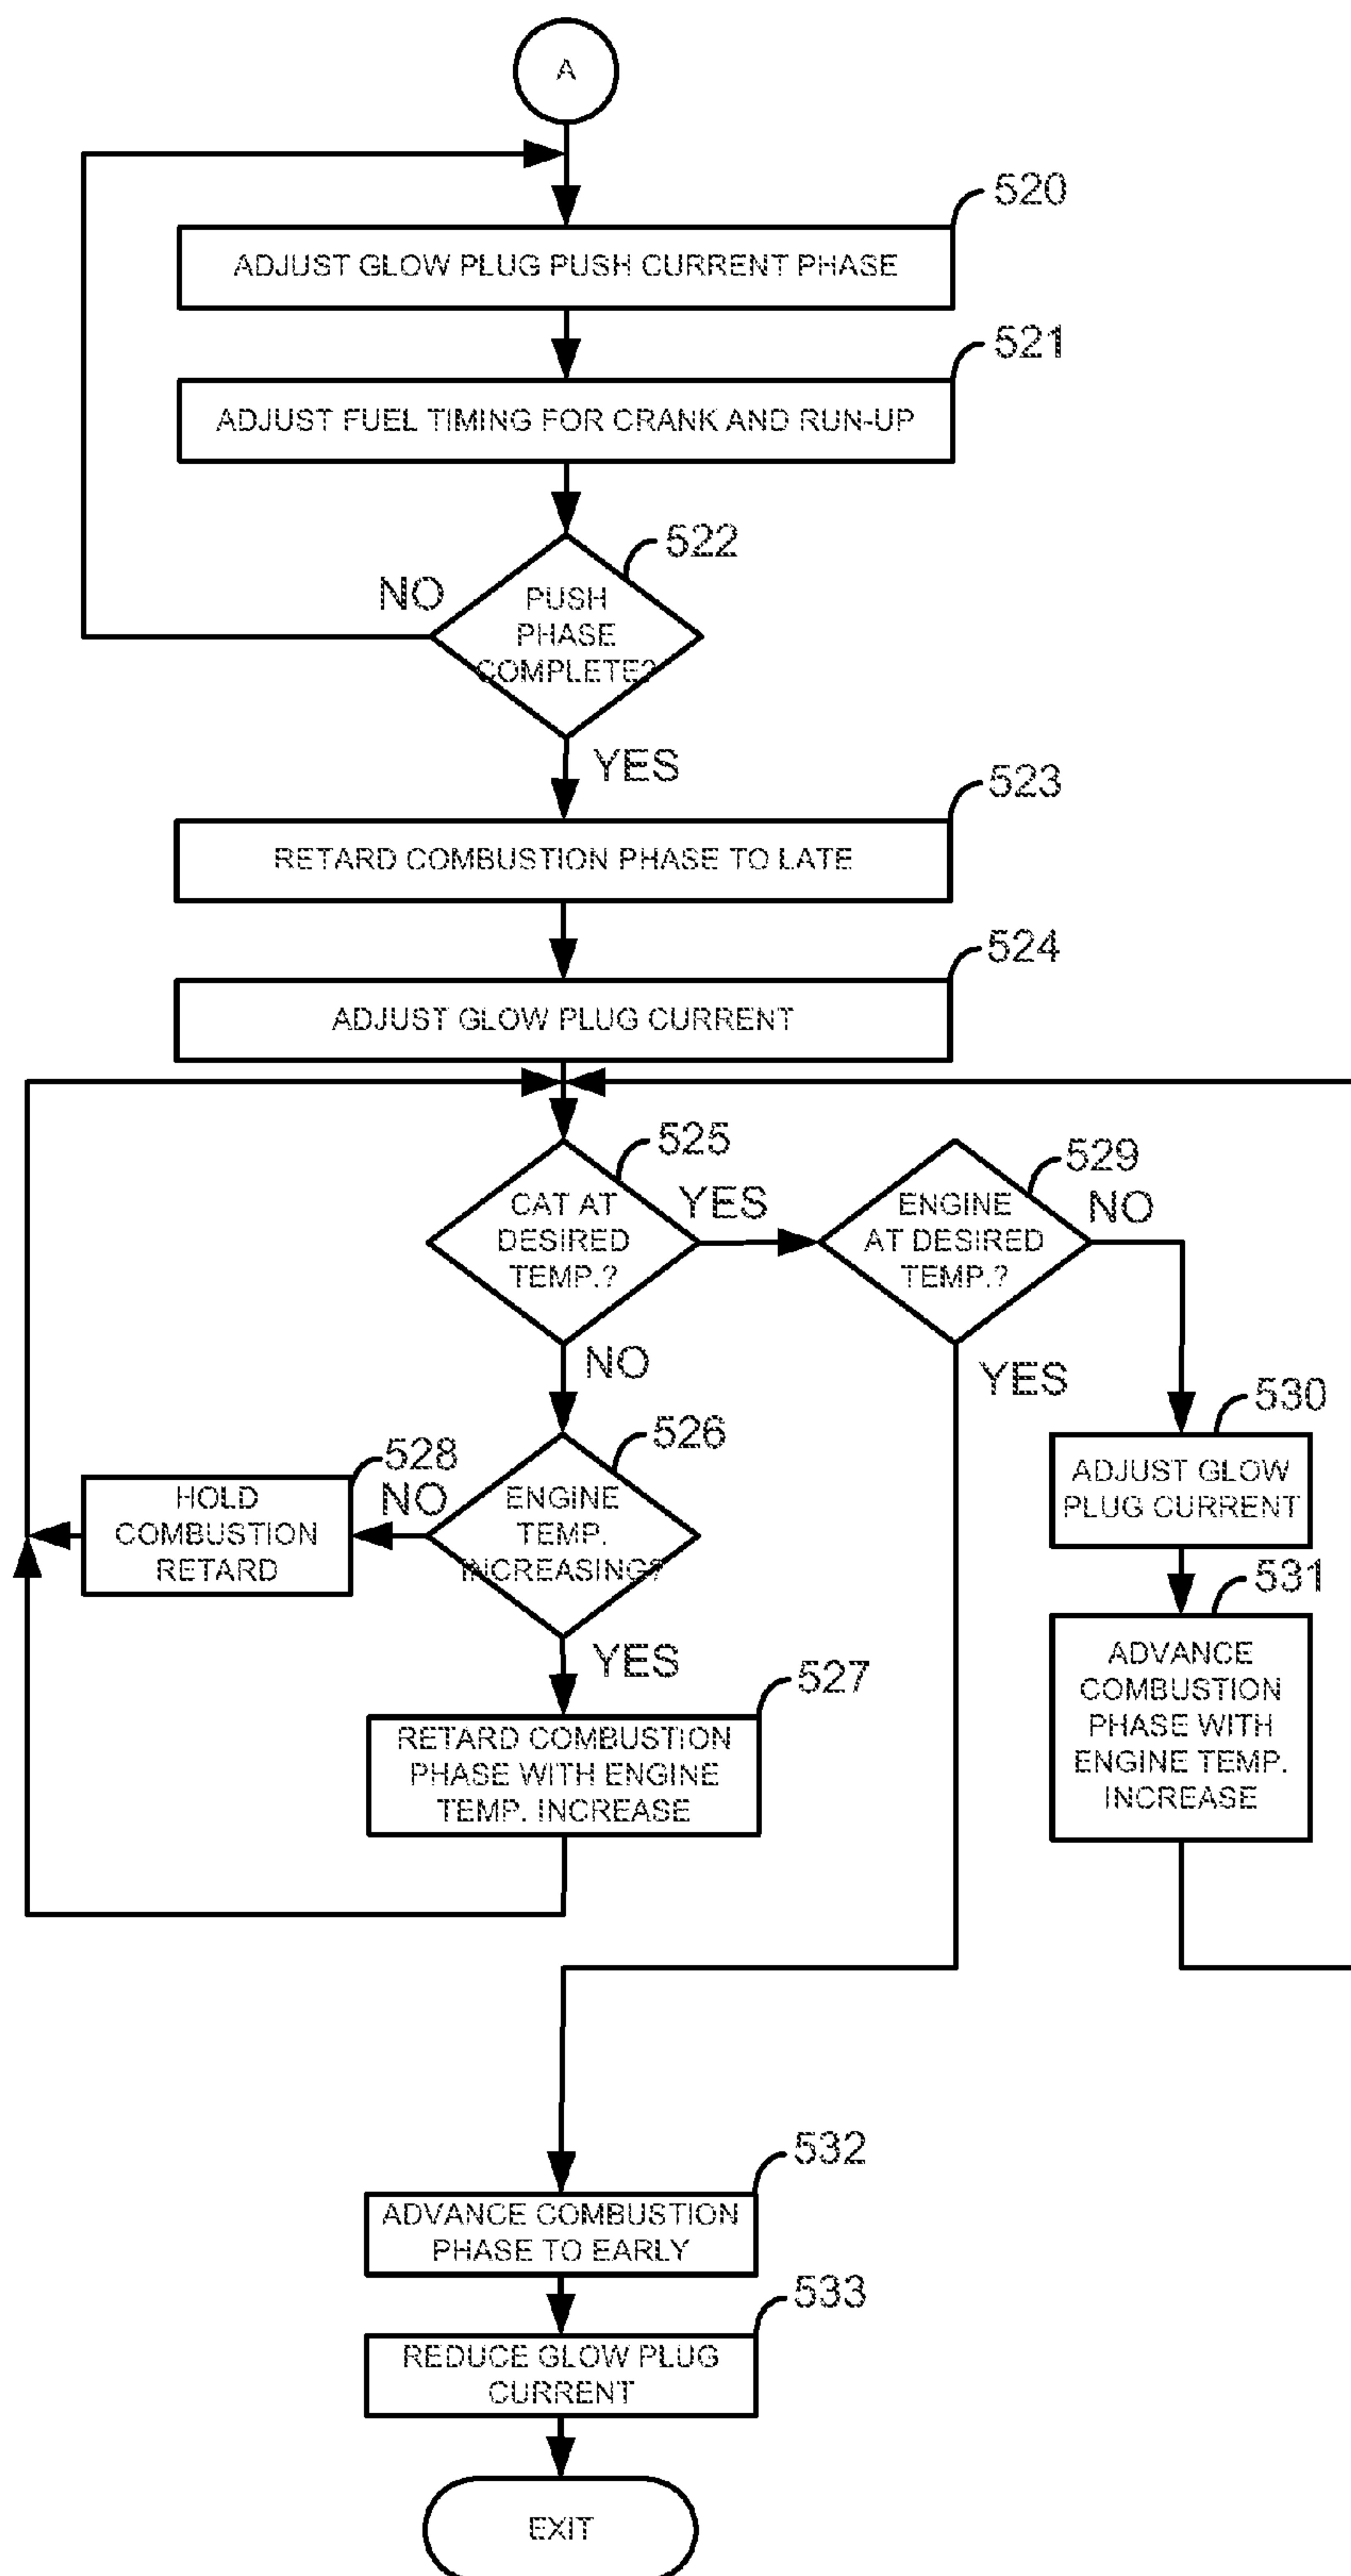 A
520
ADJUST GLOW PLUG PUSH CURRENT PHASE
521
ADJUST FUEL TIMING FOR CRANK AND RUN-UP
522
NO
PUSH
PHASE
COMPLETE?
YES
523
RETARD COMBUSTION PHASE TO LATE
524
ADJUST GLOW PLUG CURRENT
525
CAT AT
DESIRED
TEMP.?
YES
529
ENGINE
AT DESIRED
TEMP.?
NO
NO
YES
526
ENGINE
TEMP.
INCREASING?
NO
528
HOLD
COMBUSTION
RETARD
530
ADJUST GLOW
PLUG CURRENT
531
ADVANCE
COMBUSTION
PHASE WITH
ENGINE TEMP.
INCREASE
YES
527
RETARD COMBUSTION
PHASE WITH ENGINE
TEMP. INCREASE
532
ADVANCE COMBUSTION
PHASE TO EARLY
533
REDUCE GLOW PLUG
CURRENT
EXIT